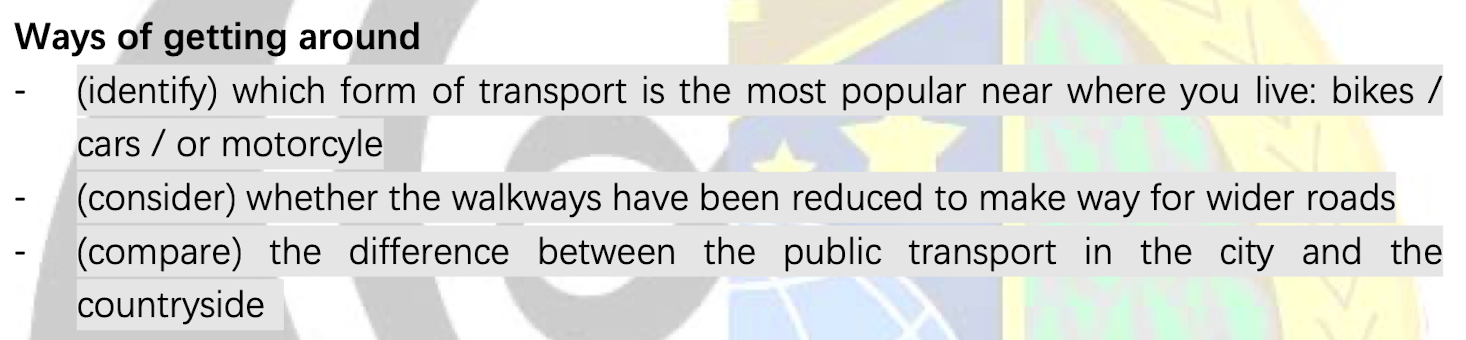 Ways of getting around
- (identify) which form of transport is the most popular near where you live: bikes /
cars / or motorcyle
- (consider) whether the walkways have been reduced to make way for wider roads
- (compare) the difference between the public transport in the city and the
countryside